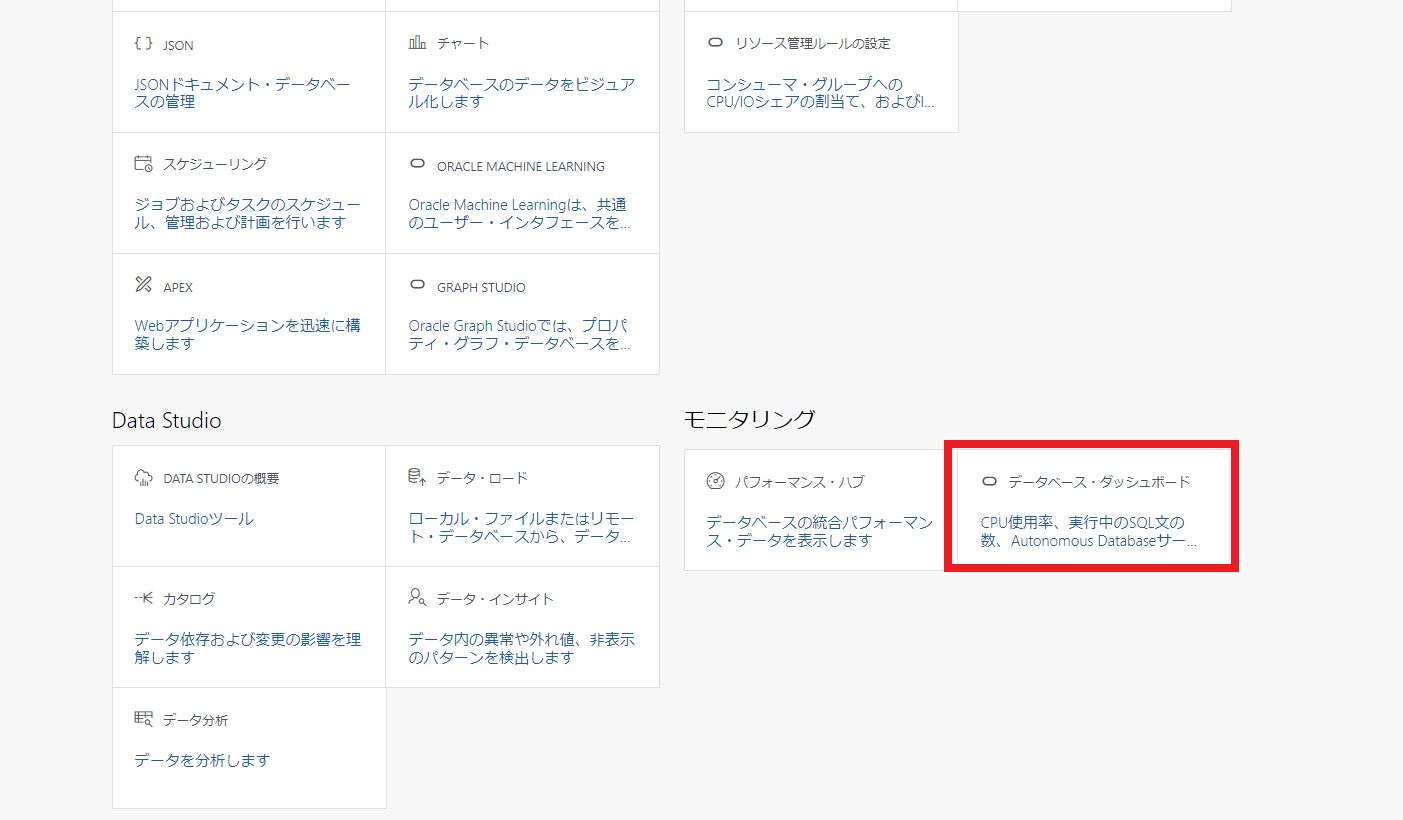 JSON
JSONドキュメント・データベー
スの管理
チャート
データベースのデータをビジュア
ル化します
リソース管理ルールの設定
コンシューマ・グループへの
CPU/IOシェアの割当て、およびI...
スケジューリング
ジョブおよびタスクのスケジュー
ル、管理および計画を行います
ORACLE MACHINE LEARNING
Oracle Machine Learningは、共通
のユーザー・インタフェースを...
APEX
Webアプリケーションを迅速に構
築します
GRAPH STUDIO
Oracle Graph Studioでは、プロパ
ティ・グラフ・データベースを...
Data Studio
DATA STUDIOの概要
Data Studioツール
データ・ロード
ローカル・ファイルまたはリモー
ト・データベースから、データ...
カタログ
データ依存および変更の影響を理
解します
データ・インサイト
データ内の異常や外れ値、非表示
のパターンを検出します
データ分析
データを分析します
モニタリング
パフォーマンス・ハブ
データベースの統合パフォーマン
ス・データを表示します
データベース・ダッシュボード
CPU使用率、実行中のSQL文の
数、Autonomous Databaseサー...